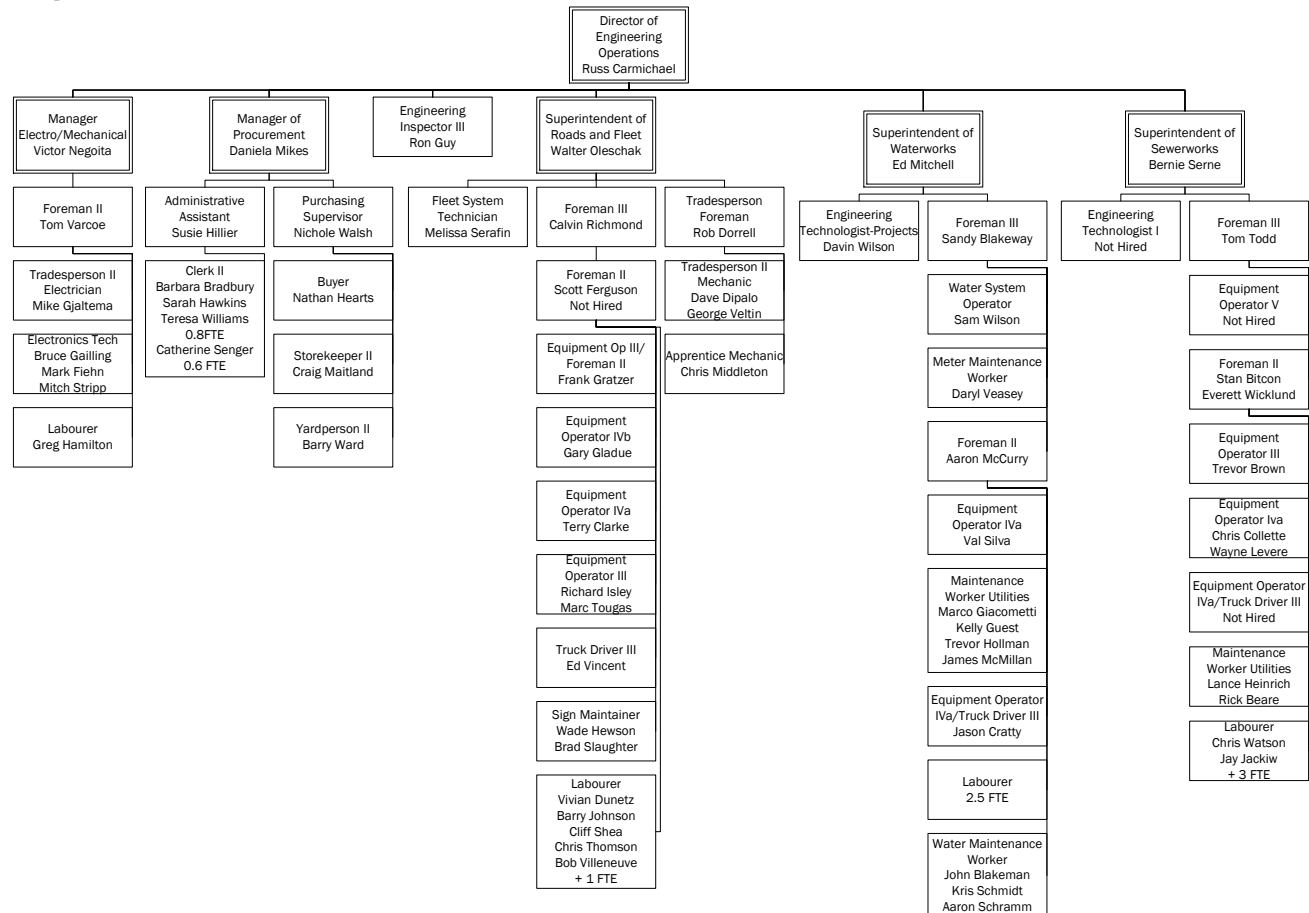 Director of
Engineering
Operations
Russ Carmichael
Manager
Electro/Mechanical
Victor Negoita
Manager of
Procurement
Daniela Mikes
Engineering
Inspector III
Ron Guy
Superintendent of
Roads and Fleet
Walter Oleschak
Superintendent of
Waterworks
Ed Mitchell
Superintendent of
Sewerworks
Bernie Serne
Foreman II
Tom Varcoe
Tradesperson II
Electrician
Mike Gjaltema
Electronics Tech
Bruce Gailling
Mark Fiehn
Mitch Stripp
Labourer
Greg Hamilton
Administrative
Assistant
Susie Hillier
Clerk II
Barbara Bradbury
Sarah Hawkins
Teresa Williams
0.8FTE
Catherine Senger
0.6 FTE
Purchasing
Supervisor
Nichole Walsh
Buyer
Nathan Hearts
Storekeeper II
Craig Maitland
Yardperson II
Barry Ward
Fleet System
Technician
Melissa Serafin
Foreman III
Calvin Richmond
Foreman II
Scott Ferguson
Not Hired
Equipment Op III/
Foreman II
Frank Gratzer
Equipment
Operator IVb
Gary Gladue
Equipment
Operator IVa
Terry Clarke
Equipment
Operator III
Richard Isley
Marc Tougas
Truck Driver III
Ed Vincent
Sign Maintainer
Wade Hewson
Brad Slaughter
Labourer
Vivian Dunetz
Barry Johnson
Cliff Shea
Chris Thomson
Bob Villeneuve
+ 1 FTE
Tradesperson
Foreman
Rob Dorrell
Tradesperson II
Mechanic
Dave Dipalo
George Veltin
Apprentice Mechanic
Chris Middleton
Engineering
Technologist-Projects
Davin Wilson
Foreman III
Sandy Blakeway
Water System
Operator
Sam Wilson
Meter Maintenance
Worker
Daryl Veasey
Foreman II
Aaron McCurry
Equipment
Operator IVa
Val Silva
Maintenance
Worker Utilities
Marco Giacometti
Kelly Guest
Trevor Hollman
James McMillan
Equipment Operator
IVa/Truck Driver III
Jason Cratty
Labourer
2.5 FTE
Water Maintenance
Worker
John Blakeman
Kris Schmidt
Aaron Schramm
Engineering
Technologist I
Not Hired
Foreman III
Tom Todd
Equipment
Operator V
Not Hired
Foreman II
Stan Bitcon
Everett Wicklund
Equipment
Operator III
Trevor Brown
Equipment
Operator Iva
Chris Collette
Wayne Levere
Equipment Operator
IVa/Truck Driver III
Not Hired
Maintenance
Worker Utilities
Lance Heinrich
Rick Beare
Labourer
Chris Watson
Jay Jackiw
+ 3 FTE